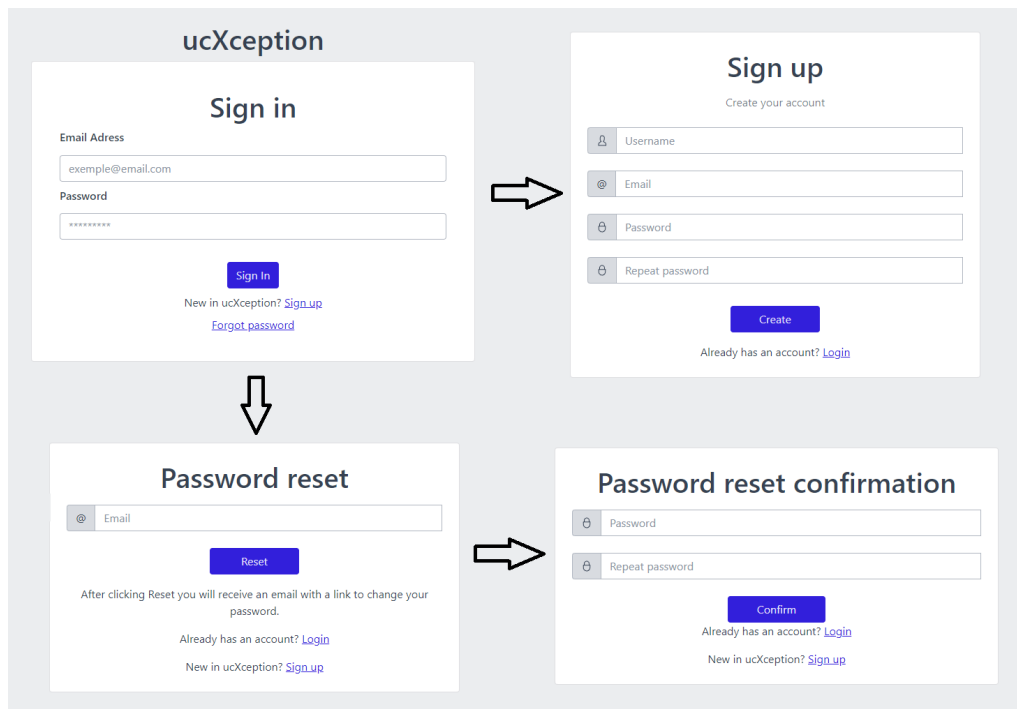 ucXception
Sign in
Email Adress
exemple@email.com
Password
*********
Sign In
New in ucXception? Sign up
Forgot password
Sign up
Create your account
Username
@ Email
Password
Repeat password
Create
Already has an account? Login
Password reset
@ Email
Reset
After clicking Reset you will receive an email with a link to change your
password.
Already has an account? Login
New in ucXception? Sign up
Password reset confirmation
Password
Repeat password
Confirm
Already has an account? Login
New in ucXception? Sign up